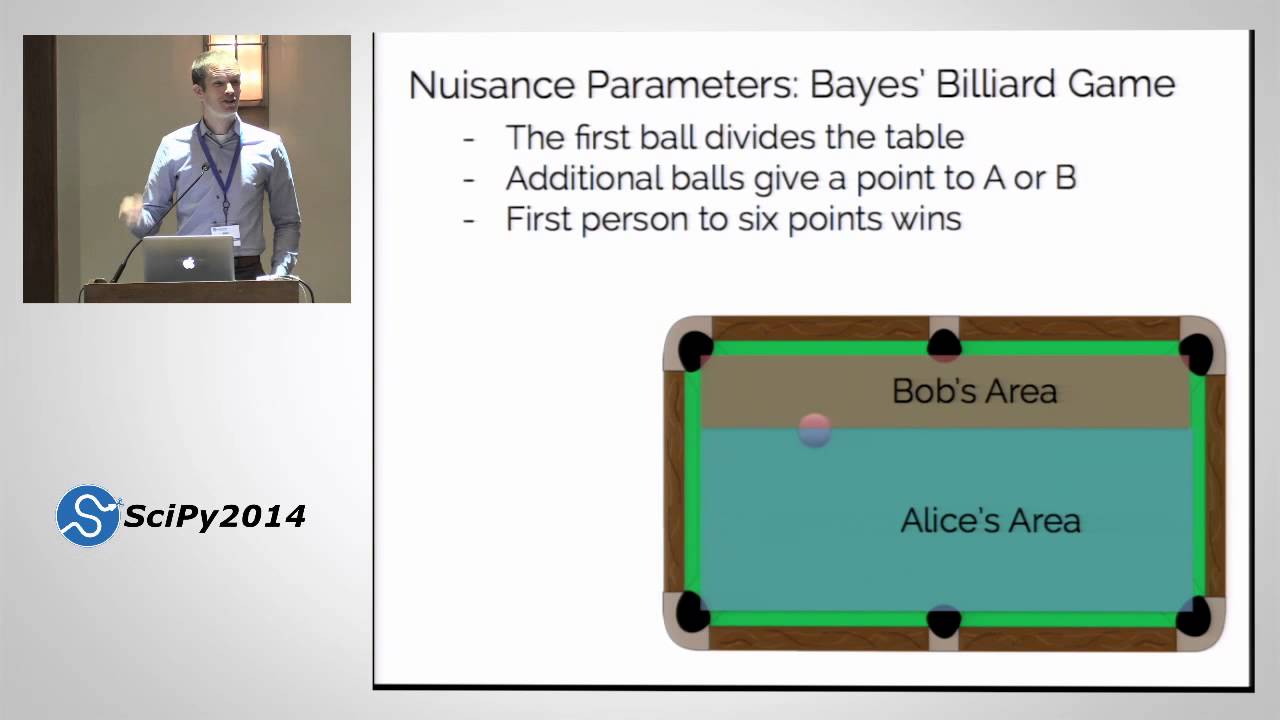 Nuisance Parameters: Bayes' Billiard Game
- The first ball divides the table
- Additional balls give a point to A or B
- First person to six points wins
Bob's Area
Alice's Area
SciPy2014